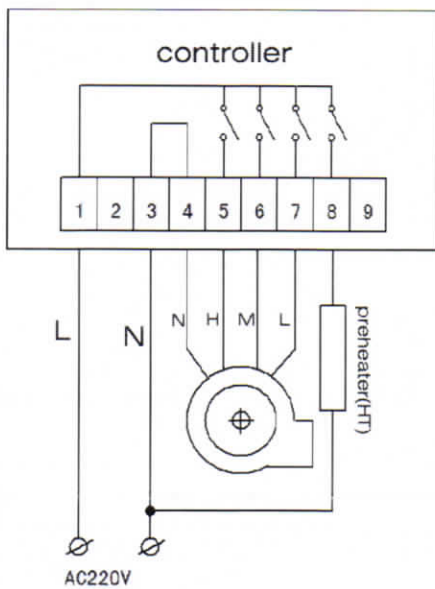 controller
1 2 3 4 5 6 7 8 9
L N N H M L
preheater(HT)
AC220V